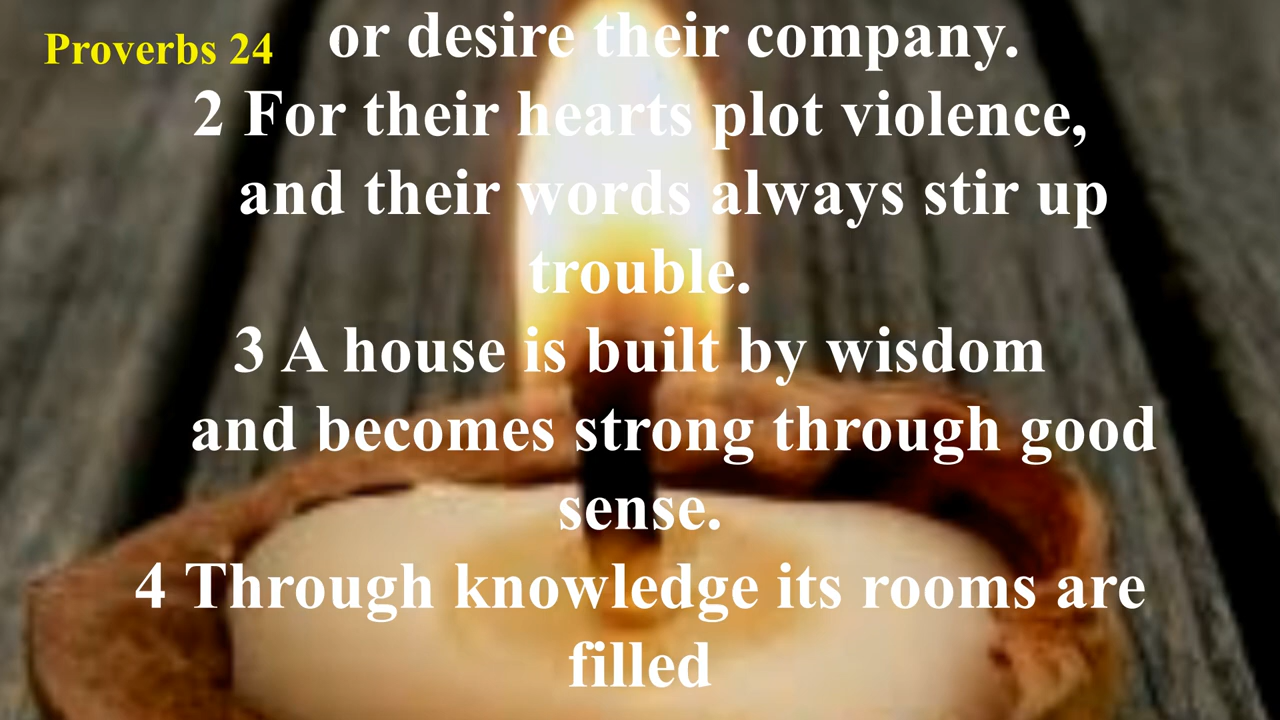 Proverbs 24
or desire their company.
2 For their hearts plot violence,
and their words always stir up
trouble.
3 A house is built by wisdom
and becomes strong through good
sense.
4 Through knowledge its rooms are
filled